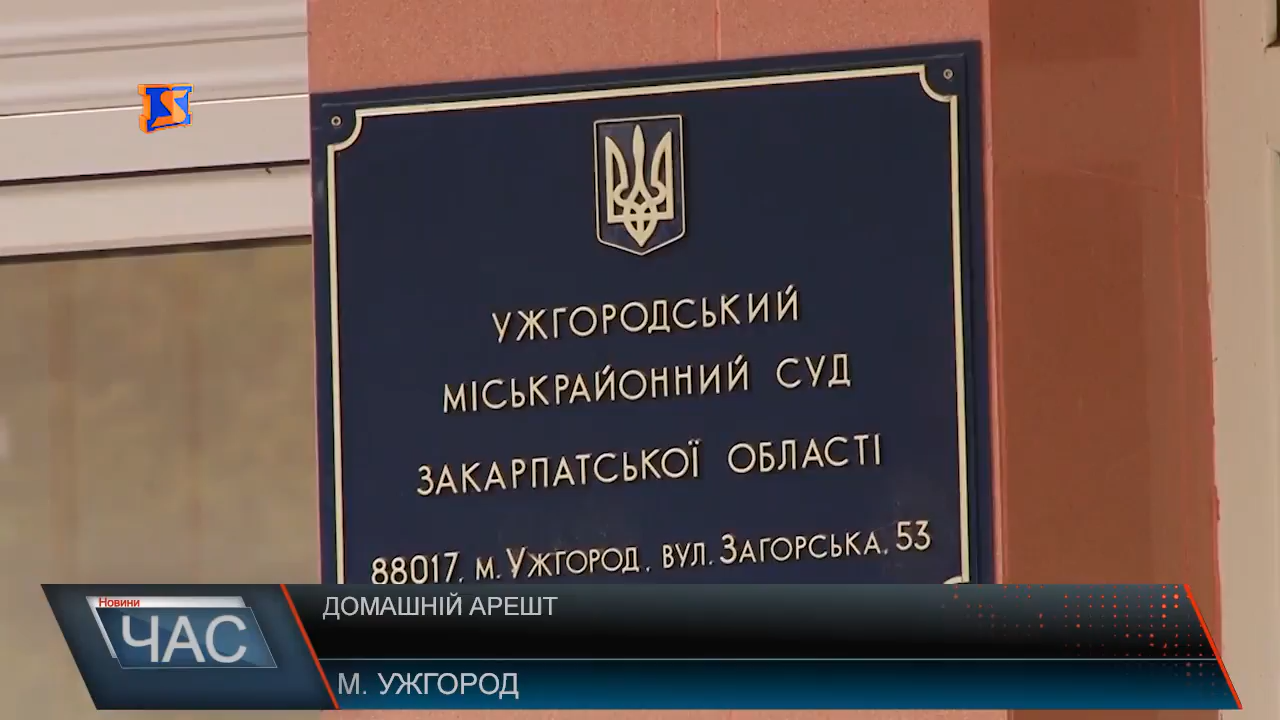 УЖГОРОДСЬКИЙ
МІСЬКРАЙОННИЙ СУД
ЗАКАРПАТСЬКОЇ ОБЛАСТІ
88017, м. Ужгород, вул. Загорська, 53
Новини
ЧАС
ДОМАШНІЙ АРЕШТ
М. УЖГОРОД